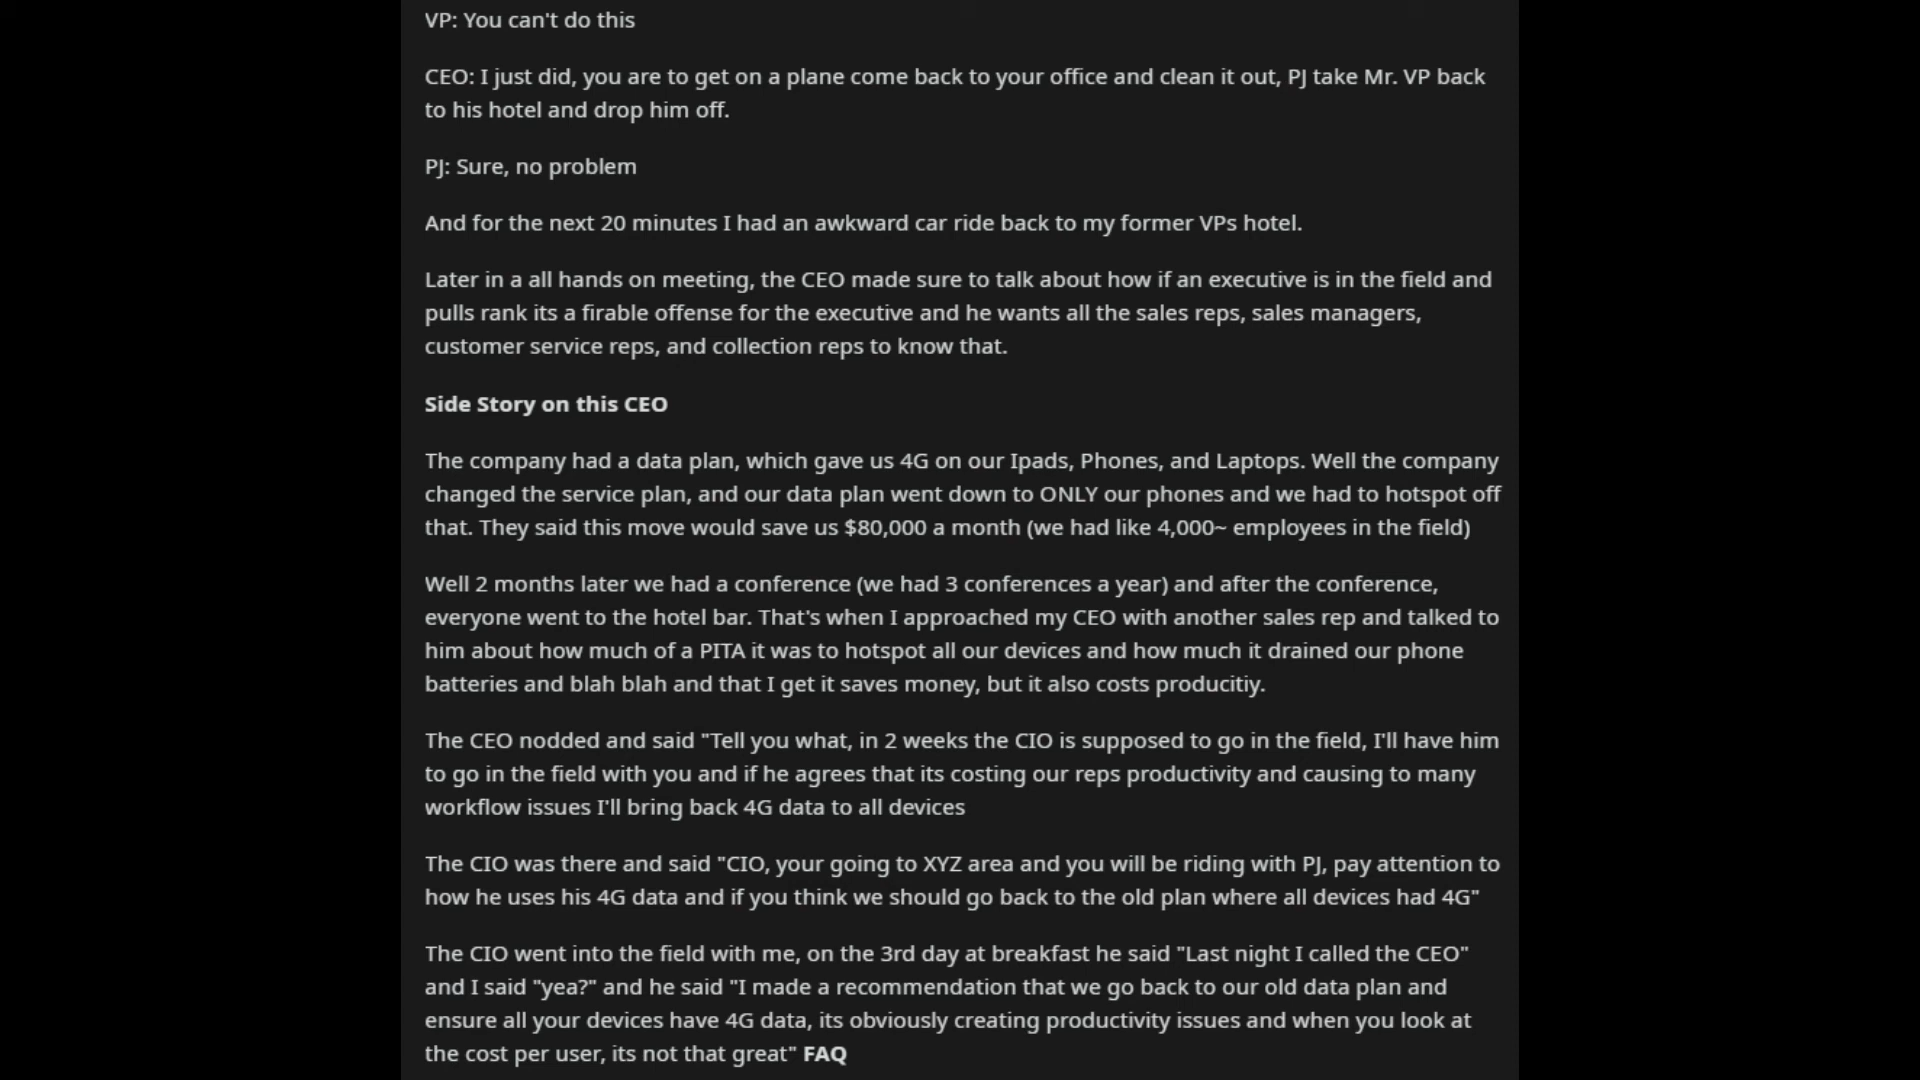 VP: You can't do this
CEO: I just did, you are to get on a plane come back to your office and clean it out, PJ take Mr. VP back
to his hotel and drop him off.
PJ: Sure, no problem
And for the next 20 minutes I had an awkward car ride back to my former VPs hotel.
Later in a all hands on meeting, the CEO made sure to talk about how if an executive is in the field and
pulls rank its a firable offense for the executive and he wants all the sales reps, sales managers,
customer service reps, and collection reps to know that.
Side Story on this CEO
The company had a data plan, which gave us 4G on our Ipads, Phones, and Laptops. Well the company
changed the service plan, and our data plan went down to ONLY our phones and we had to hotspot off
that. They said this move would save us $80,000 a month (we had like 4,000~ employees in the field)
Well 2 months later we had a conference (we had 3 conferences a year) and after the conference,
everyone went to the hotel bar. That's when I approached my CEO with another sales rep and talked to
him about how much of a PITA it was to hotspot all our devices and how much it drained our phone
batteries and blah blah and that I get it saves money, but it also costs producitiy.
The CEO nodded and said "Tell you what, in 2 weeks the CIO is supposed to go in the field, I'll have him
to go in the field with you and if he agrees that its costing our reps productivity and causing to many
workflow issues I'll bring back 4G data to all devices
The CIO was there and said "CIO, your going to XYZ area and you will be riding with PJ, pay attention to
how he uses his 4G data and if you think we should go back to the old plan where all devices had 4G"
The CIO went into the field with me, on the 3rd day at breakfast he said "Last night I called the CEO"
and I said "yea?" and he said "I made a recommendation that we go back to our old data plan and
ensure all your devices have 4G data, its obviously creating productivity issues and when you look at
the cost per user, its not that great" FAQ